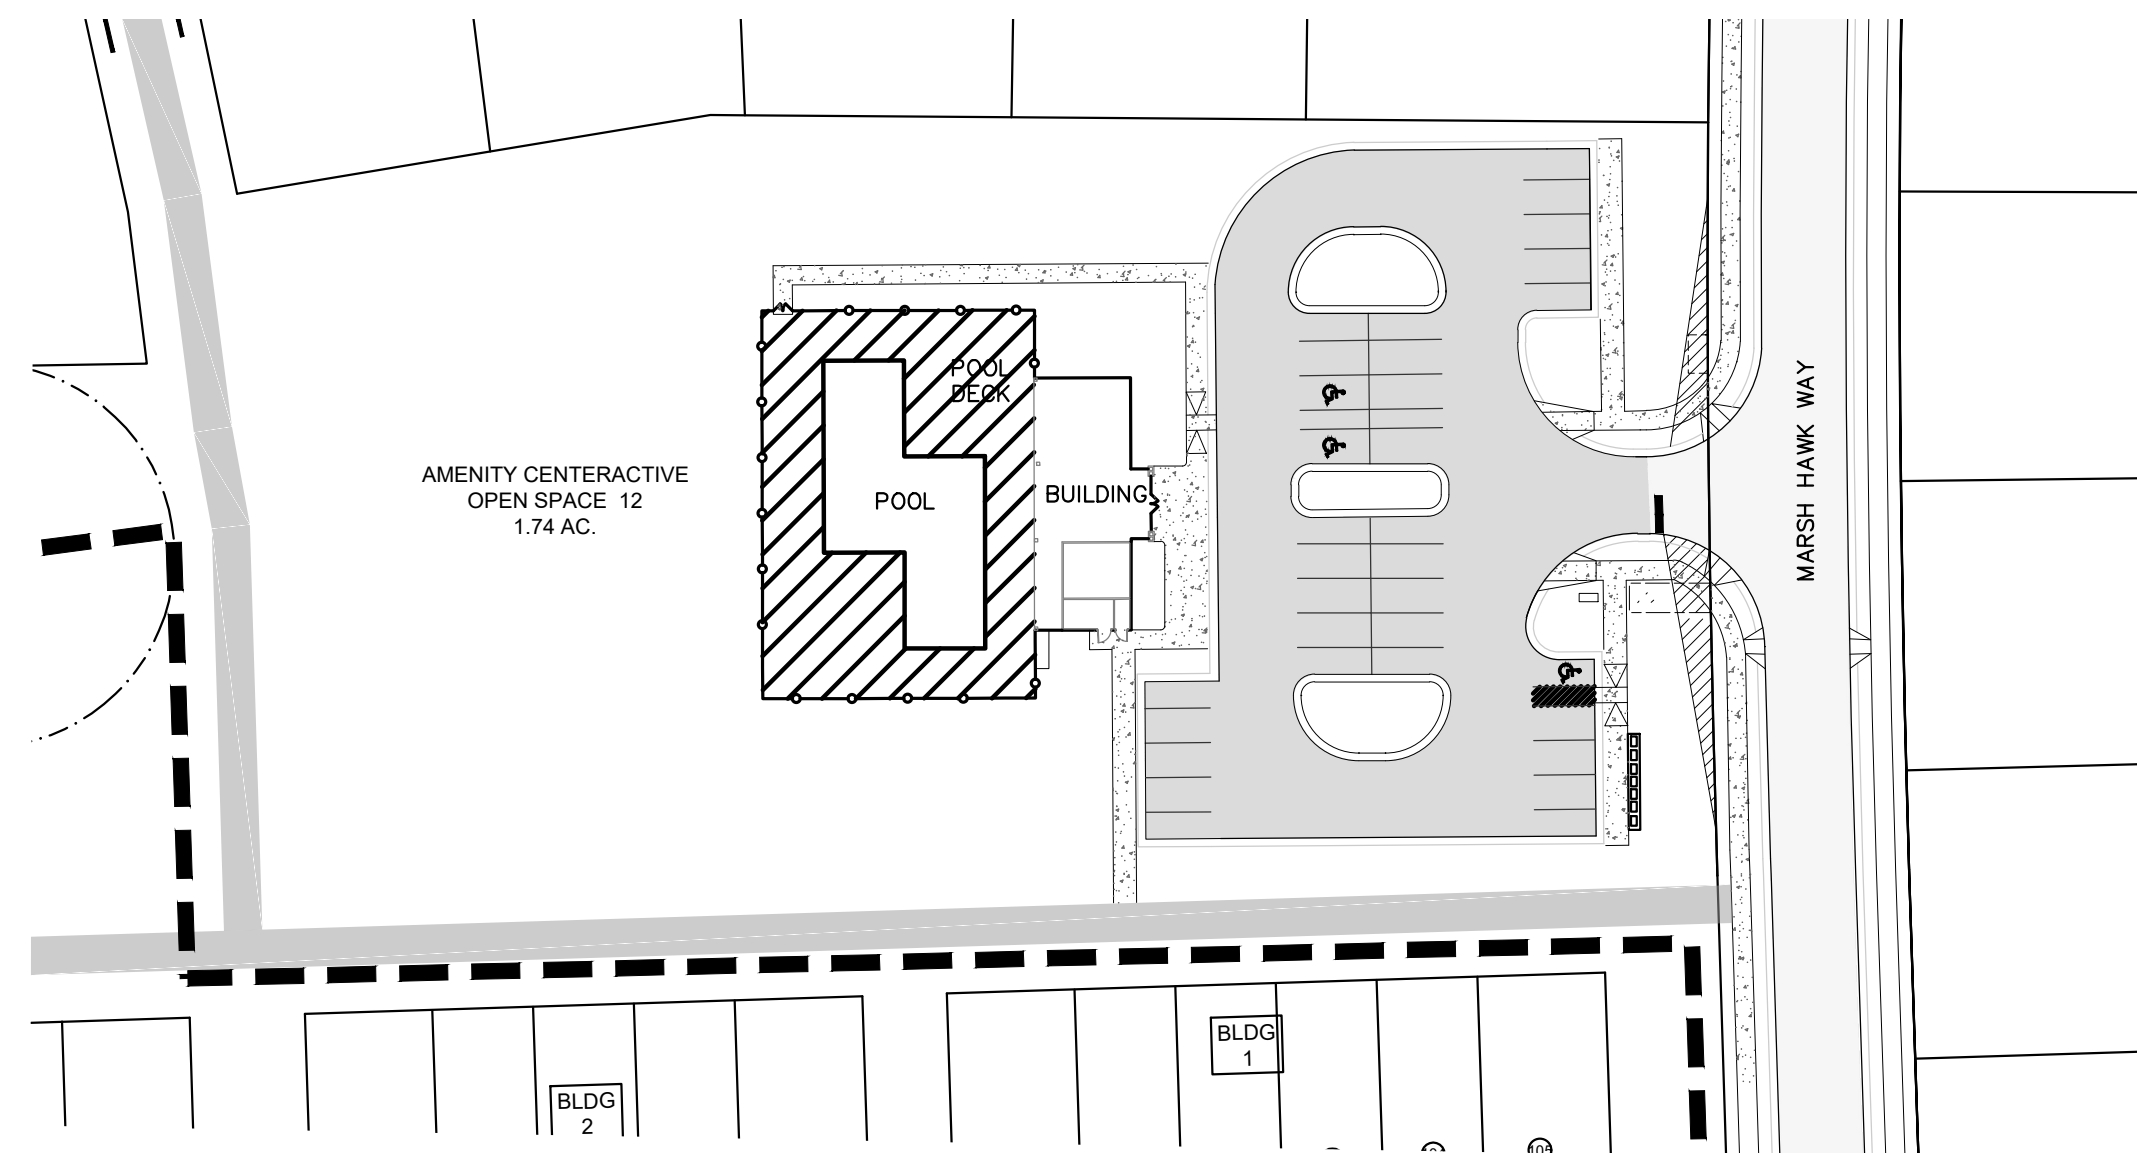 POOL
DECK
MARSH HAWK WAY
AMENITY CENTERACTIVE
OPEN SPACE 12
1.74 AC.
POOL
BUILDING
BLDG
1
BLDG
2
105